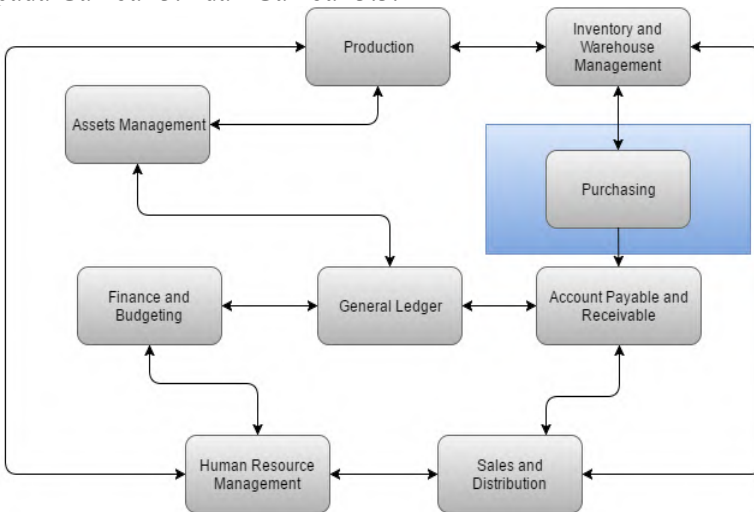 Production
Inventory and
Warehouse
Management
Assets Management
Purchasing
Finance and
Budgeting
General Ledger
Account Payable and
Receivable
Human Resource
Management
Sales and
Distribution